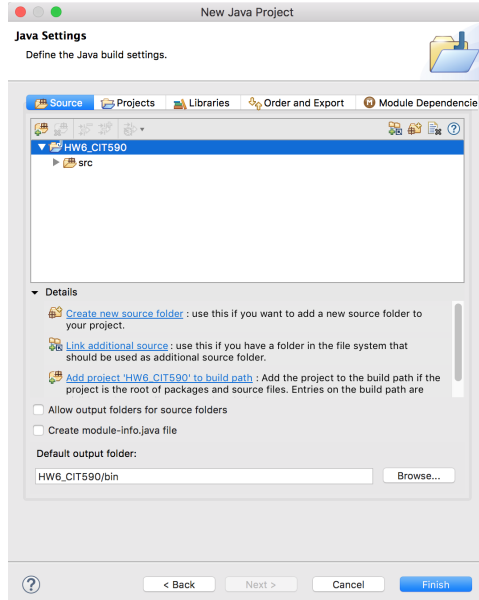 New Java Project
Java Settings
Define the Java build settings.
Source
Projects
Libraries
Order and Export
Module Dependencie
HW6_CIT590
src
Details
Create new source folder : use this if you want to add a new source folder to
your project.
Link additional source : use this if you have a folder in the file system that
should be used as additional source folder.
Add project 'HW6_CIT590' to build path : Add the project to the build path if the
project is the root of packages and source files. Entries on the build path are
Allow output folders for source folders
Create module-info.java file
Default output folder:
HW6_CIT590/bin
Browse...
?
< Back
Next >
Cancel
Finish